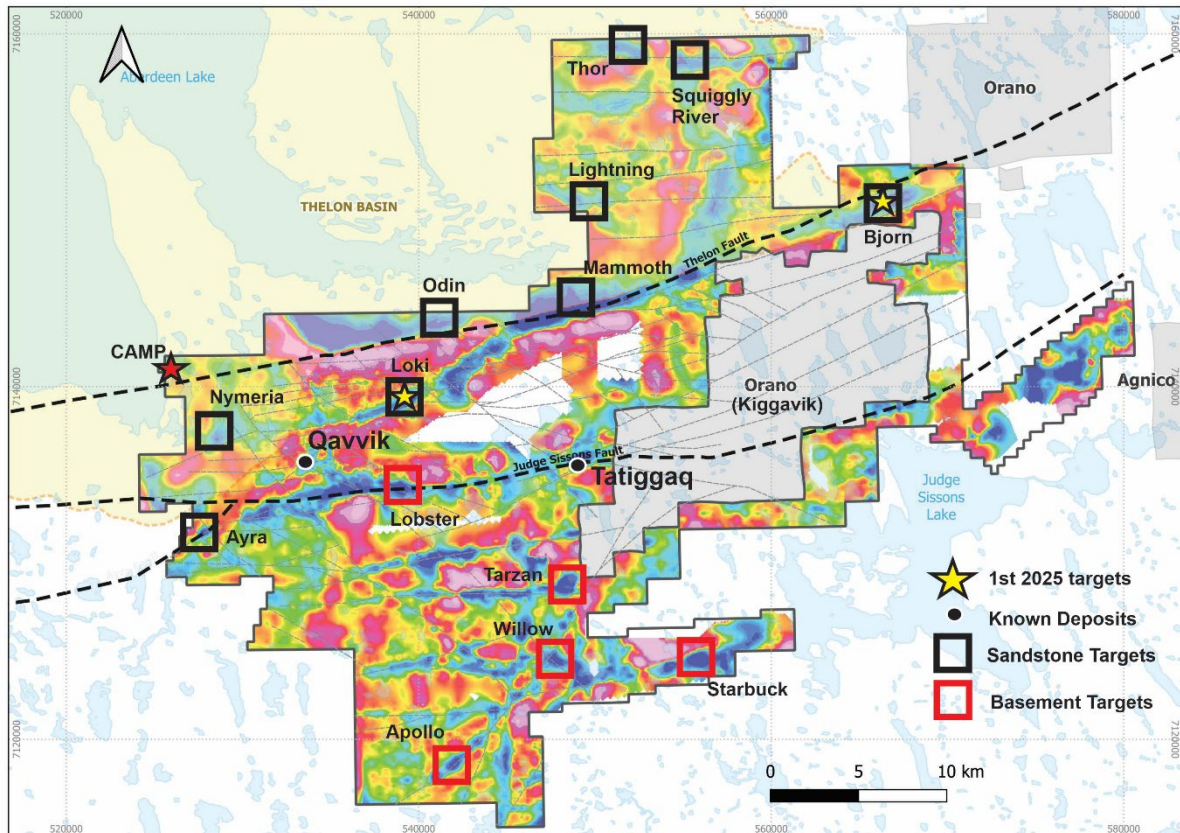 520000
540000
560000
580000
7160000
7160000
Aberdeen Lake
Thor
Squiggly
River
Orano
Lightning
THELON BASIN
Thelon Fault
Bjorn
Mammoth
Odin
CAMP
Loki
Nymeria
7140000
Orano
(Kiggavik)
Agnico
Qavvik
Judge Sissons Fault
Tatiggaq
Judge
Sissons
Lake
Lobster
Ayra
Tarzan
1st 2025 targets
Known Deposits
Willow
Sandstone Targets
Starbuck
Basement Targets
Apollo
7120000
7120000
0
5
10 km
520000
540000
560000
580000